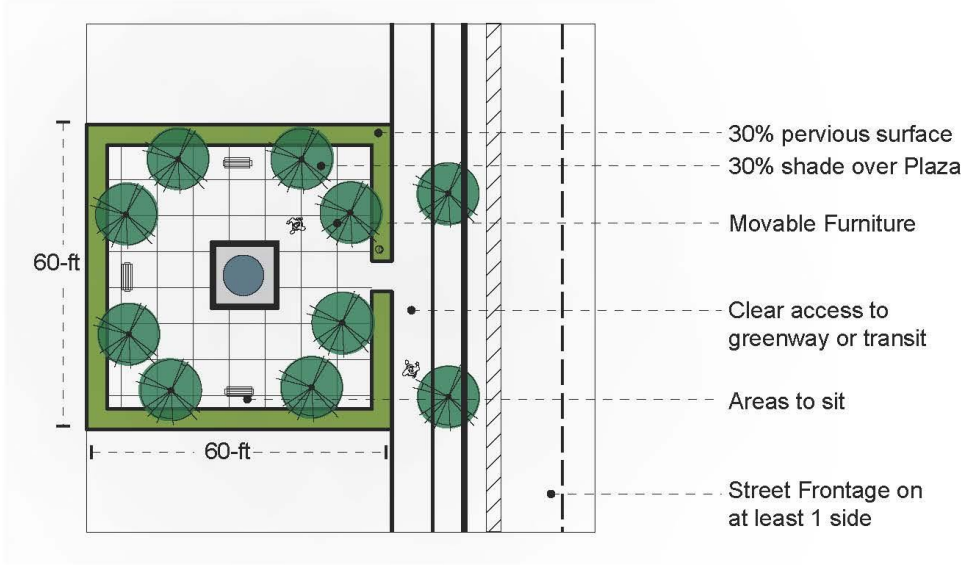 30% pervious surface
30% shade over Plaza
Movable Furniture
60-ft
Clear access to
greenway or transit
Areas to sit
60-ft
Street Frontage on
at least 1 side